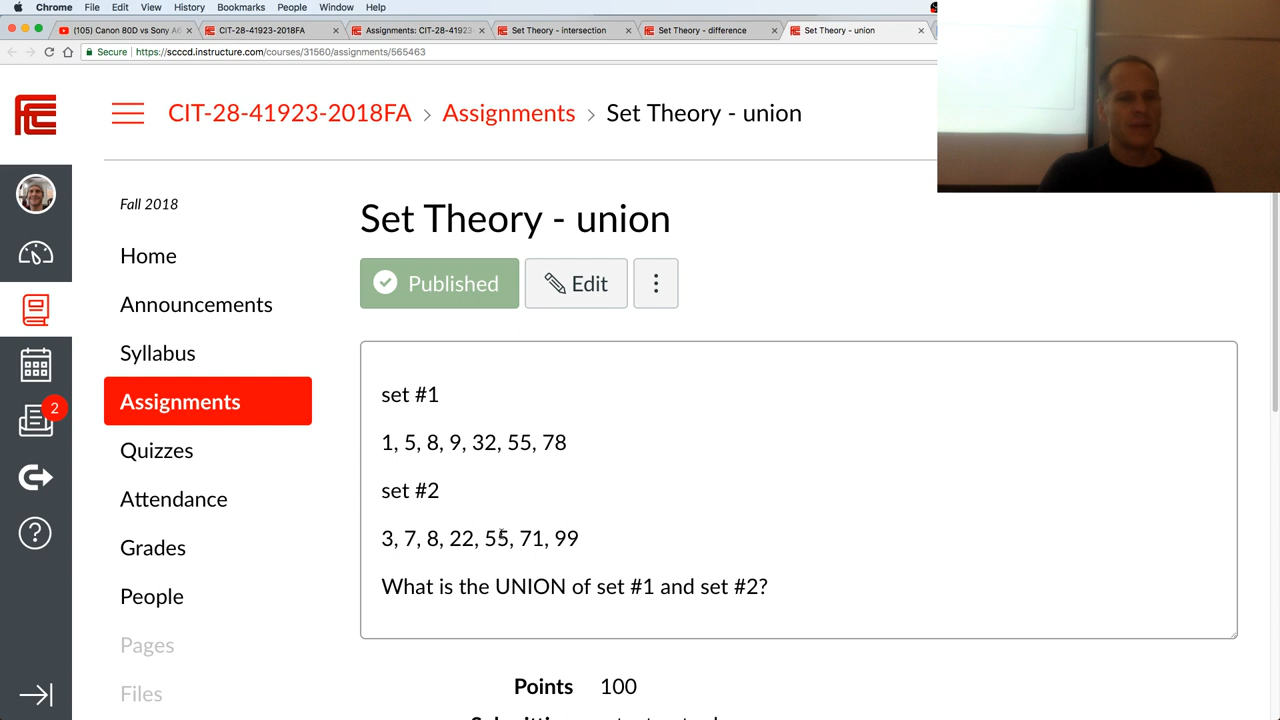 Chrome File Edit View History Bookmarks People Window Help
(105) Canon 80D vs Sony A6
CIT-28-41923-2018FA
Assignments: CIT-28-41923-
Set Theory - intersection
Set Theory - difference
Set Theory - union
Secure https://scccd.instructure.com/courses/31560/assignments/565463
CIT-28-41923-2018FA > Assignments > Set Theory - union
Fall 2018
Home
Announcements
Syllabus
Assignments
Quizzes
Attendance
Grades
People
Pages
Files
2
Set Theory - union
Published
Edit
set #1
1, 5, 8, 9, 32, 55, 78
set #2
3, 7, 8, 22, 55, 71, 99
What is the UNION of set #1 and set #2?
Points 100